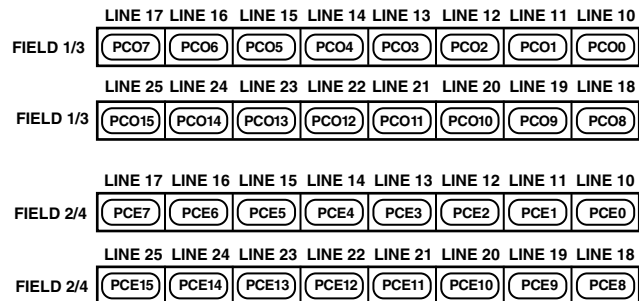 LINE 17 LINE 16 LINE 15 LINE 14 LINE 13 LINE 12 LINE 11 LINE 10
FIELD 1/3 PCO7 PCO6 PCO5 PCO4 PCO3 PCO2 PCO1 PCO0
LINE 25 LINE 24 LINE 23 LINE 22 LINE 21 LINE 20 LINE 19 LINE 18
FIELD 1/3 PCO15 PCO14 PCO13 PCO12 PCO11 PCO10 PCO9 PCO8
LINE 17 LINE 16 LINE 15 LINE 14 LINE 13 LINE 12 LINE 11 LINE 10
FIELD 2/4 PCE7 PCE6 PCE5 PCE4 PCE3 PCE2 PCE1 PCE0
LINE 25 LINE 24 LINE 23 LINE 22 LINE 21 LINE 20 LINE 19 LINE 18
FIELD 2/4 PCE15 PCE14 PCE13 PCE12 PCE11 PCE10 PCE9 PCE8